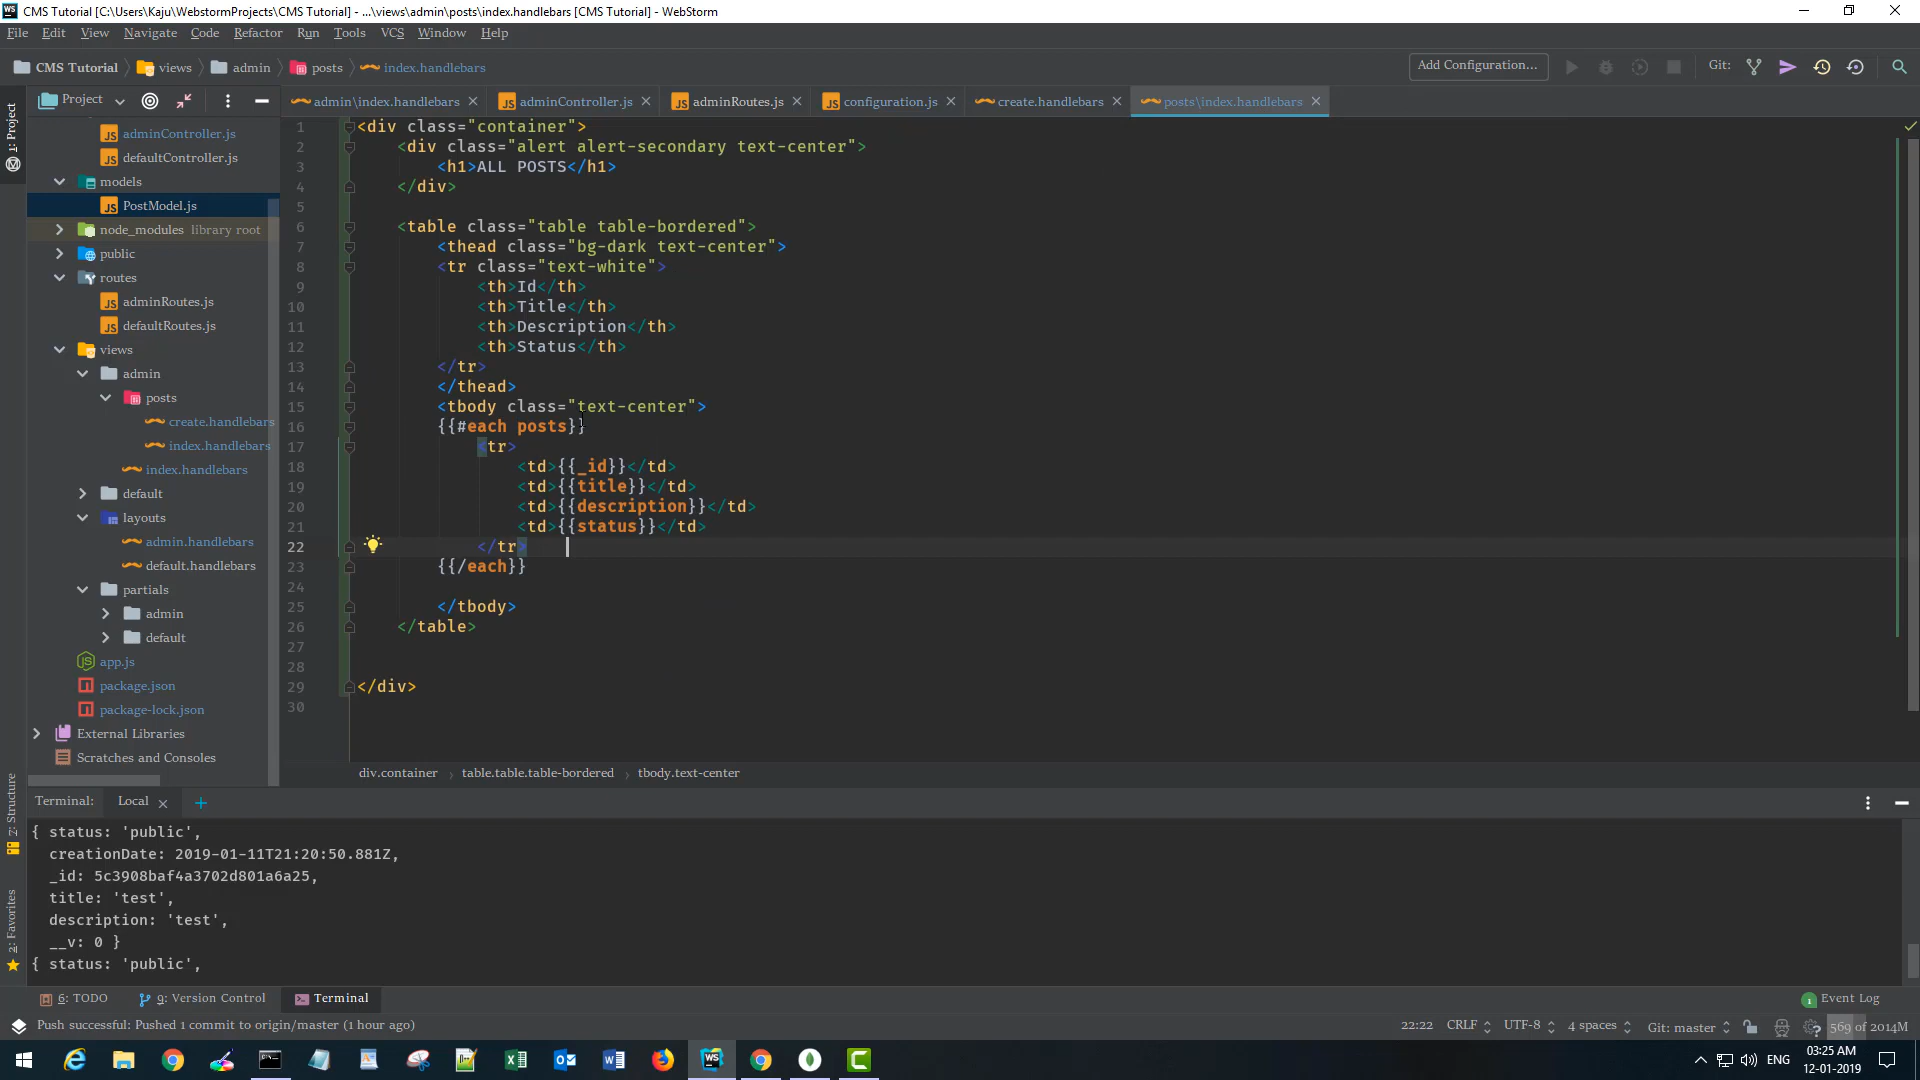 CMS Tutorial [C:\Users\Kaju\WebstormProjects\CMS Tutorial] - ...\views\admin\posts\index.handlebars [CMS Tutorial] - WebStorm
File Edit View Navigate Code Refactor Run Tools VCS Window Help
CMS Tutorial views admin posts index.handlebars Add Configuration... Git:
Project admin\index.handlebars adminController.js adminRoutes.js configuration.js create.handlebars posts\index.handlebars
1: Project
adminController.js
defaultController.js
models
PostModel.js
node_modules library root
public
routes
adminRoutes.js
defaultRoutes.js
views
admin
posts
create.handlebars
index.handlebars
index.handlebars
default
layouts
admin.handlebars
default.handlebars
partials
admin
default
app.js
package.json
package-lock.json
External Libraries
Scratches and Consoles
1 <div class="container">
2 <div class="alert alert-secondary text-center">
3 <h1>ALL POSTS</h1>
4 </div>
5
6 <table class="table table-bordered">
7 <thead class="bg-dark text-center">
8 <tr class="text-white">
9 <th>Id</th>
10 <th>Title</th>
11 <th>Description</th>
12 <th>Status</th>
13 </tr>
14 </thead>
15 <tbody class="text-center">
16 {{#each posts}}
17 <tr>
18 <td>{{_id}}</td>
19 <td>{{title}}</td>
20 <td>{{description}}</td>
21 <td>{{status}}</td>
22 </tr>
23 {{/each}}
24
25 </tbody>
26 </table>
27
28
29 </div>
30
div.container table.table.table-bordered tbody.text-center
Z: Structure
2: Favorites
Terminal: Local
{ status: 'public',
creationDate: 2019-01-11T21:20:50.881Z,
_id: 5c3908baf4a3702d801a6a25,
title: 'test',
description: 'test',
__v: 0 }
{ status: 'public',
6: TODO 9: Version Control Terminal 1 Event Log
Push successful: Pushed 1 commit to origin/master (1 hour ago) 22:22 CRLF UTF-8 4 spaces Git: master 569 of 2014M
ENG 03:25 AM
12-01-2019